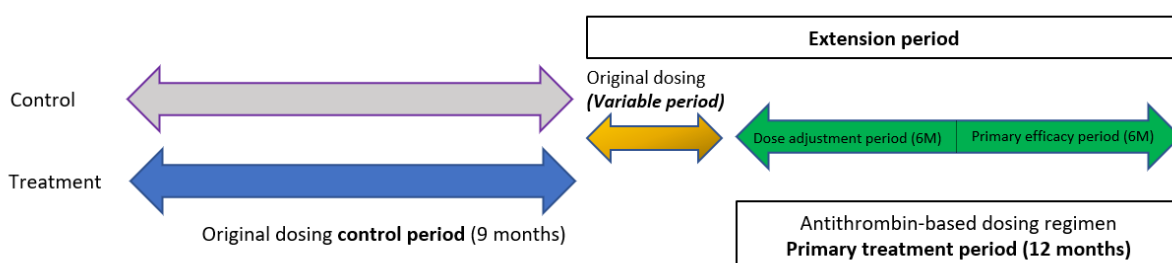 Extension period
Original dosing
(Variable period)
Control
Dose adjustment period (6M)
Primary efficacy period (6M)
Treatment
Original dosing control period (9 months)
Antithrombin-based dosing regimen
Primary treatment period (12 months)